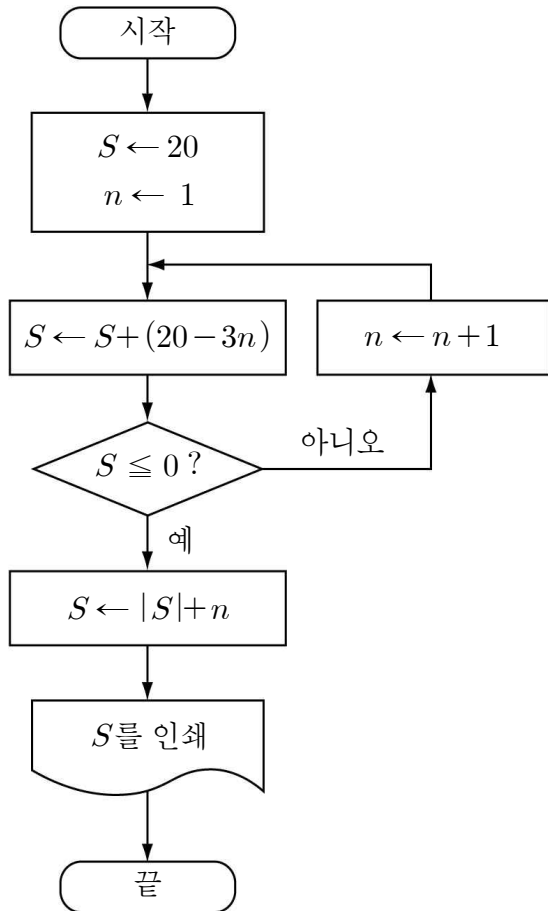 시작
S ← 20
n ← 1
S ← S + (20 − 3n)
n ← n + 1
S ≦ 0 ?
아니오
예
S ← |S| + n
S를 인쇄
끝